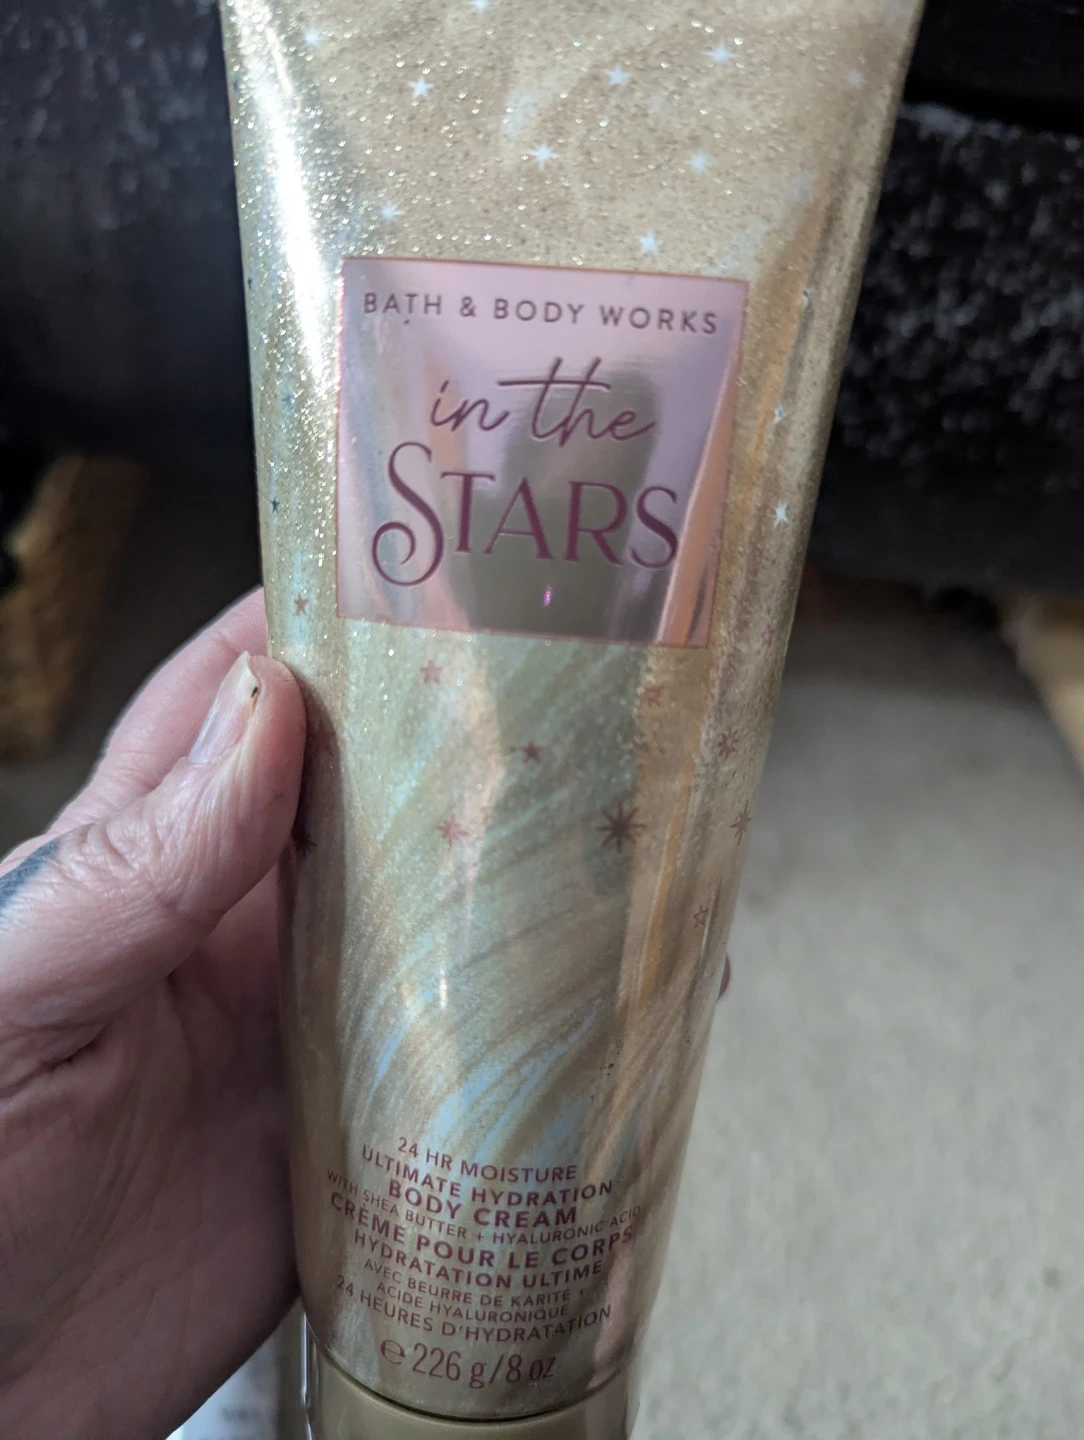 BATH & BODY WORKS
in the
STARS
24 HR MOISTURE
ULTIMATE HYDRATION
BODY CREAM
WITH SHEA BUTTER + HYALURONIC ACID
CRÈME POUR LE CORPS
HYDRATATION ULTIME
AVEC BEURRE DE KARITÉ +
ACIDE HYALURONIQUE
24 HEURES D'HYDRATATION
℮ 226 g/8 oz